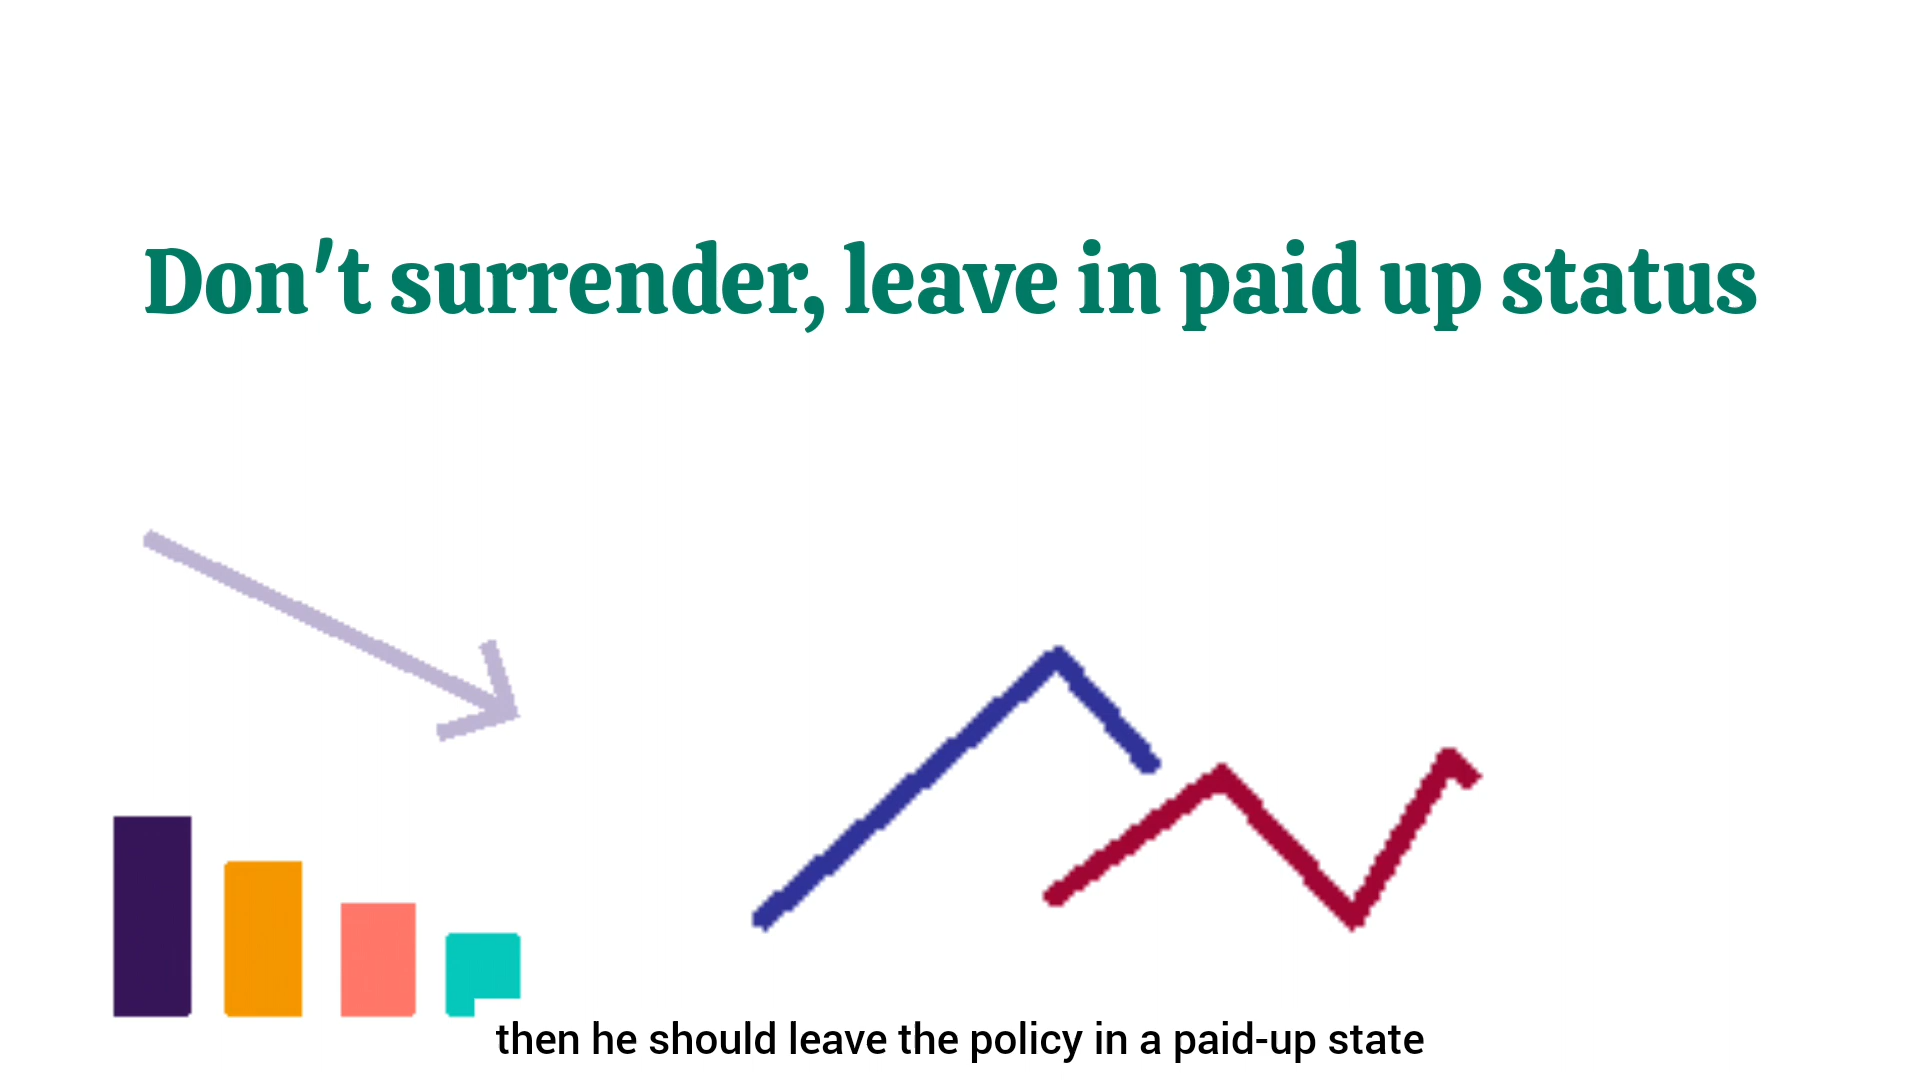 Don't surrender, leave in paid up status
then he should leave the policy in a paid-up state